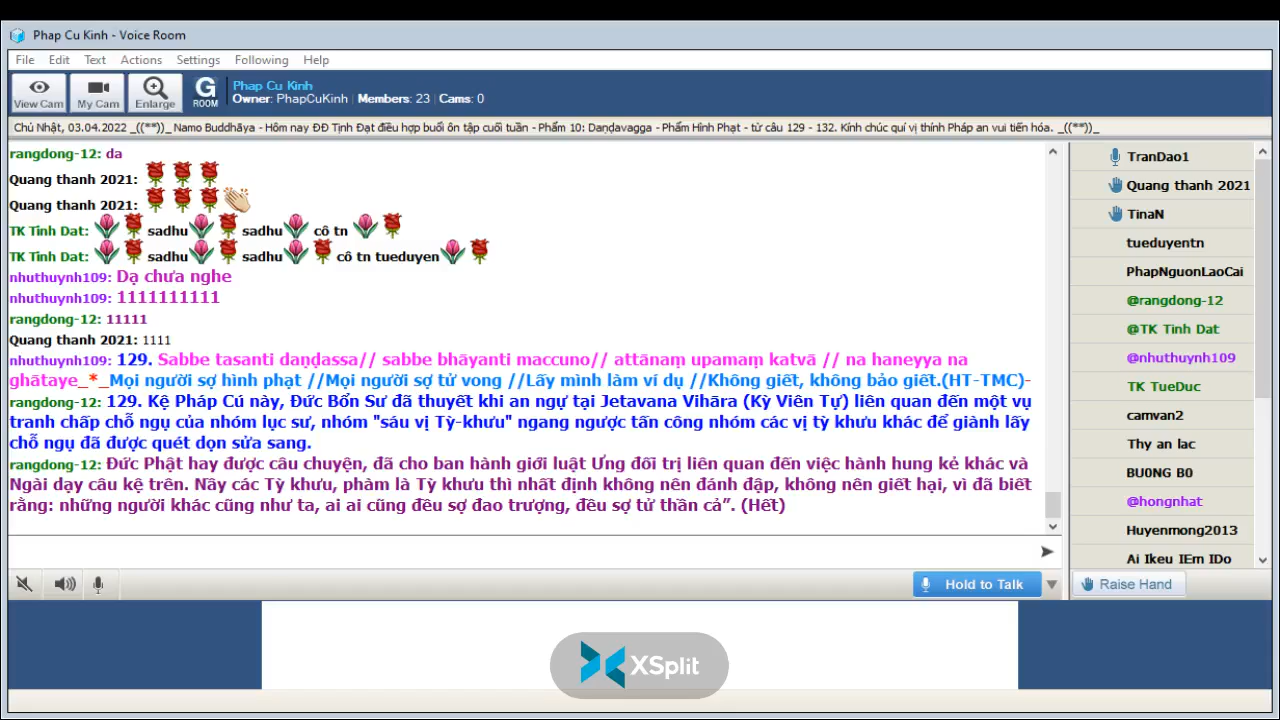 Phap Cu Kinh - Voice Room
File Edit Text Actions Settings Following Help
View Cam My Cam Enlarge G ROOM
Phap Cu Kinh
Owner: PhapCuKinh | Members: 23 | Cams: 0
Chủ Nhật, 03.04.2022 _((**))_ Namo Buddhāya - Hôm nay ĐĐ Tịnh Đạt điều hợp buổi ôn tập cuối tuần - Phẩm 10: Daṇḍavagga - Phẩm Hình Phạt - từ câu 129 - 132. Kính chúc quí vị thính Pháp an vui tiến hóa. _((**))_
rangdong-12: da
Quang thanh 2021:
Quang thanh 2021:
TK Tinh Dat: sadhu sadhu cô tn
TK Tinh Dat: sadhu sadhu cô tn tueduyen
nhuthuynh109: Dạ chưa nghe
nhuthuynh109: 1111111111
rangdong-12: 11111
Quang thanh 2021: 1111
nhuthuynh109: 129. Sabbe tasanti daṇḍassa// sabbe bhāyanti maccuno// attānaṃ upamaṃ katvā // na haneyya na
ghātaye_*_Mọi người sợ hình phạt //Mọi người sợ tử vong //Lấy mình làm ví dụ //Không giết, không bảo giết.(HT-TMC)-
rangdong-12: 129. Kệ Pháp Cú này, Đức Bổn Sư đã thuyết khi an ngự tại Jetavana Vihāra (Kỳ Viên Tự) liên quan đến một vụ
tranh chấp chỗ ngụ của nhóm lục sư, nhóm "sáu vị Tỳ-khưu" ngang ngược tấn công nhóm các vị tỳ khưu khác để giành lấy
chỗ ngụ đã được quét dọn sửa sang.
rangdong-12: Đức Phật hay được câu chuyện, đã cho ban hành giới luật Ưng đối trị liên quan đến việc hành hung kẻ khác và
Ngài dạy câu kệ trên. Nầy các Tỳ khưu, phàm là Tỳ khưu thì nhất định không nên đánh đập, không nên giết hại, vì đã biết
rằng: những người khác cũng như ta, ai ai cũng đều sợ đao trượng, đều sợ tử thần cả”. (Hết)
TranDao1
Quang thanh 2021
TinaN
tueduyentn
PhapNguonLaoCai
@rangdong-12
@TK Tinh Dat
@nhuthuynh109
TK TueDuc
camvan2
Thy an lac
BU0NG B0
@hongnhat
Huyenmong2013
Ai Ikeu IEm IDo
Hold to Talk
Raise Hand
XSplit